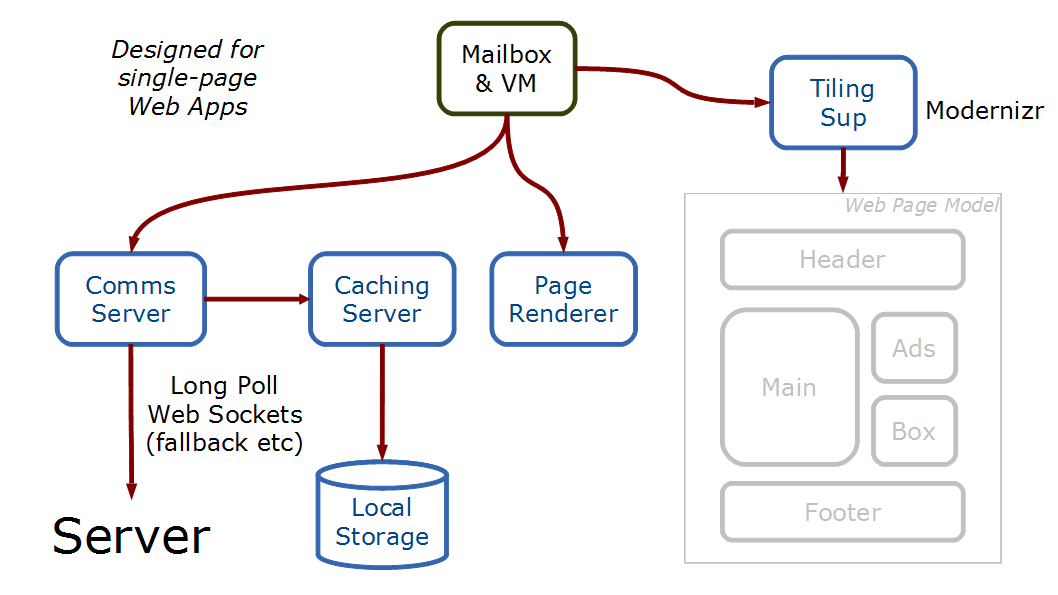 Designed for
single-page
Web Apps
Mailbox
& VM
Tiling
Sup
Modernizr
Web Page Model
Header
Main
Ads
Box
Footer
Comms
Server
Caching
Server
Page
Renderer
Long Poll
Web Sockets
(fallback etc)
Server
Local
Storage